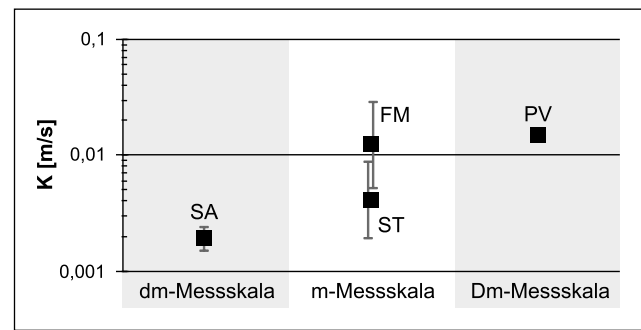 0,1
FM
PV
K [m/s]
0,01
SA
ST
0,001
dm-Messskala m-Messskala Dm-Messskala